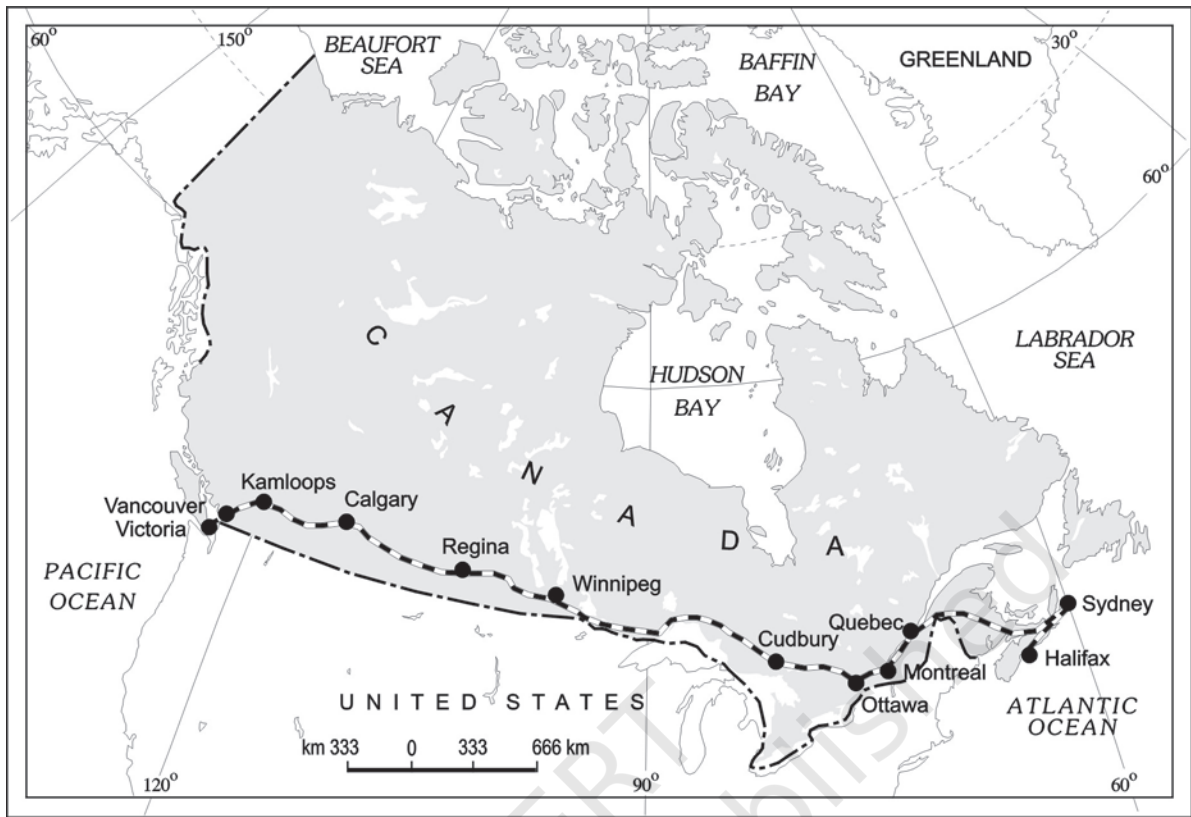 60°
150°
BEAUFORT
SEA
BAFFIN
BAY
GREENLAND
30°
60°
LABRADOR
SEA
HUDSON
BAY
C
A
N
A
D
A
Kamloops
Calgary
Vancouver
Victoria
Regina
Winnipeg
PACIFIC
OCEAN
Cudbury
Quebec
Sydney
Halifax
Montreal
Ottawa
ATLANTIC
OCEAN
UNITED STATES
km 333 0 333 666 km
120°
90°
60°
ERT
blished